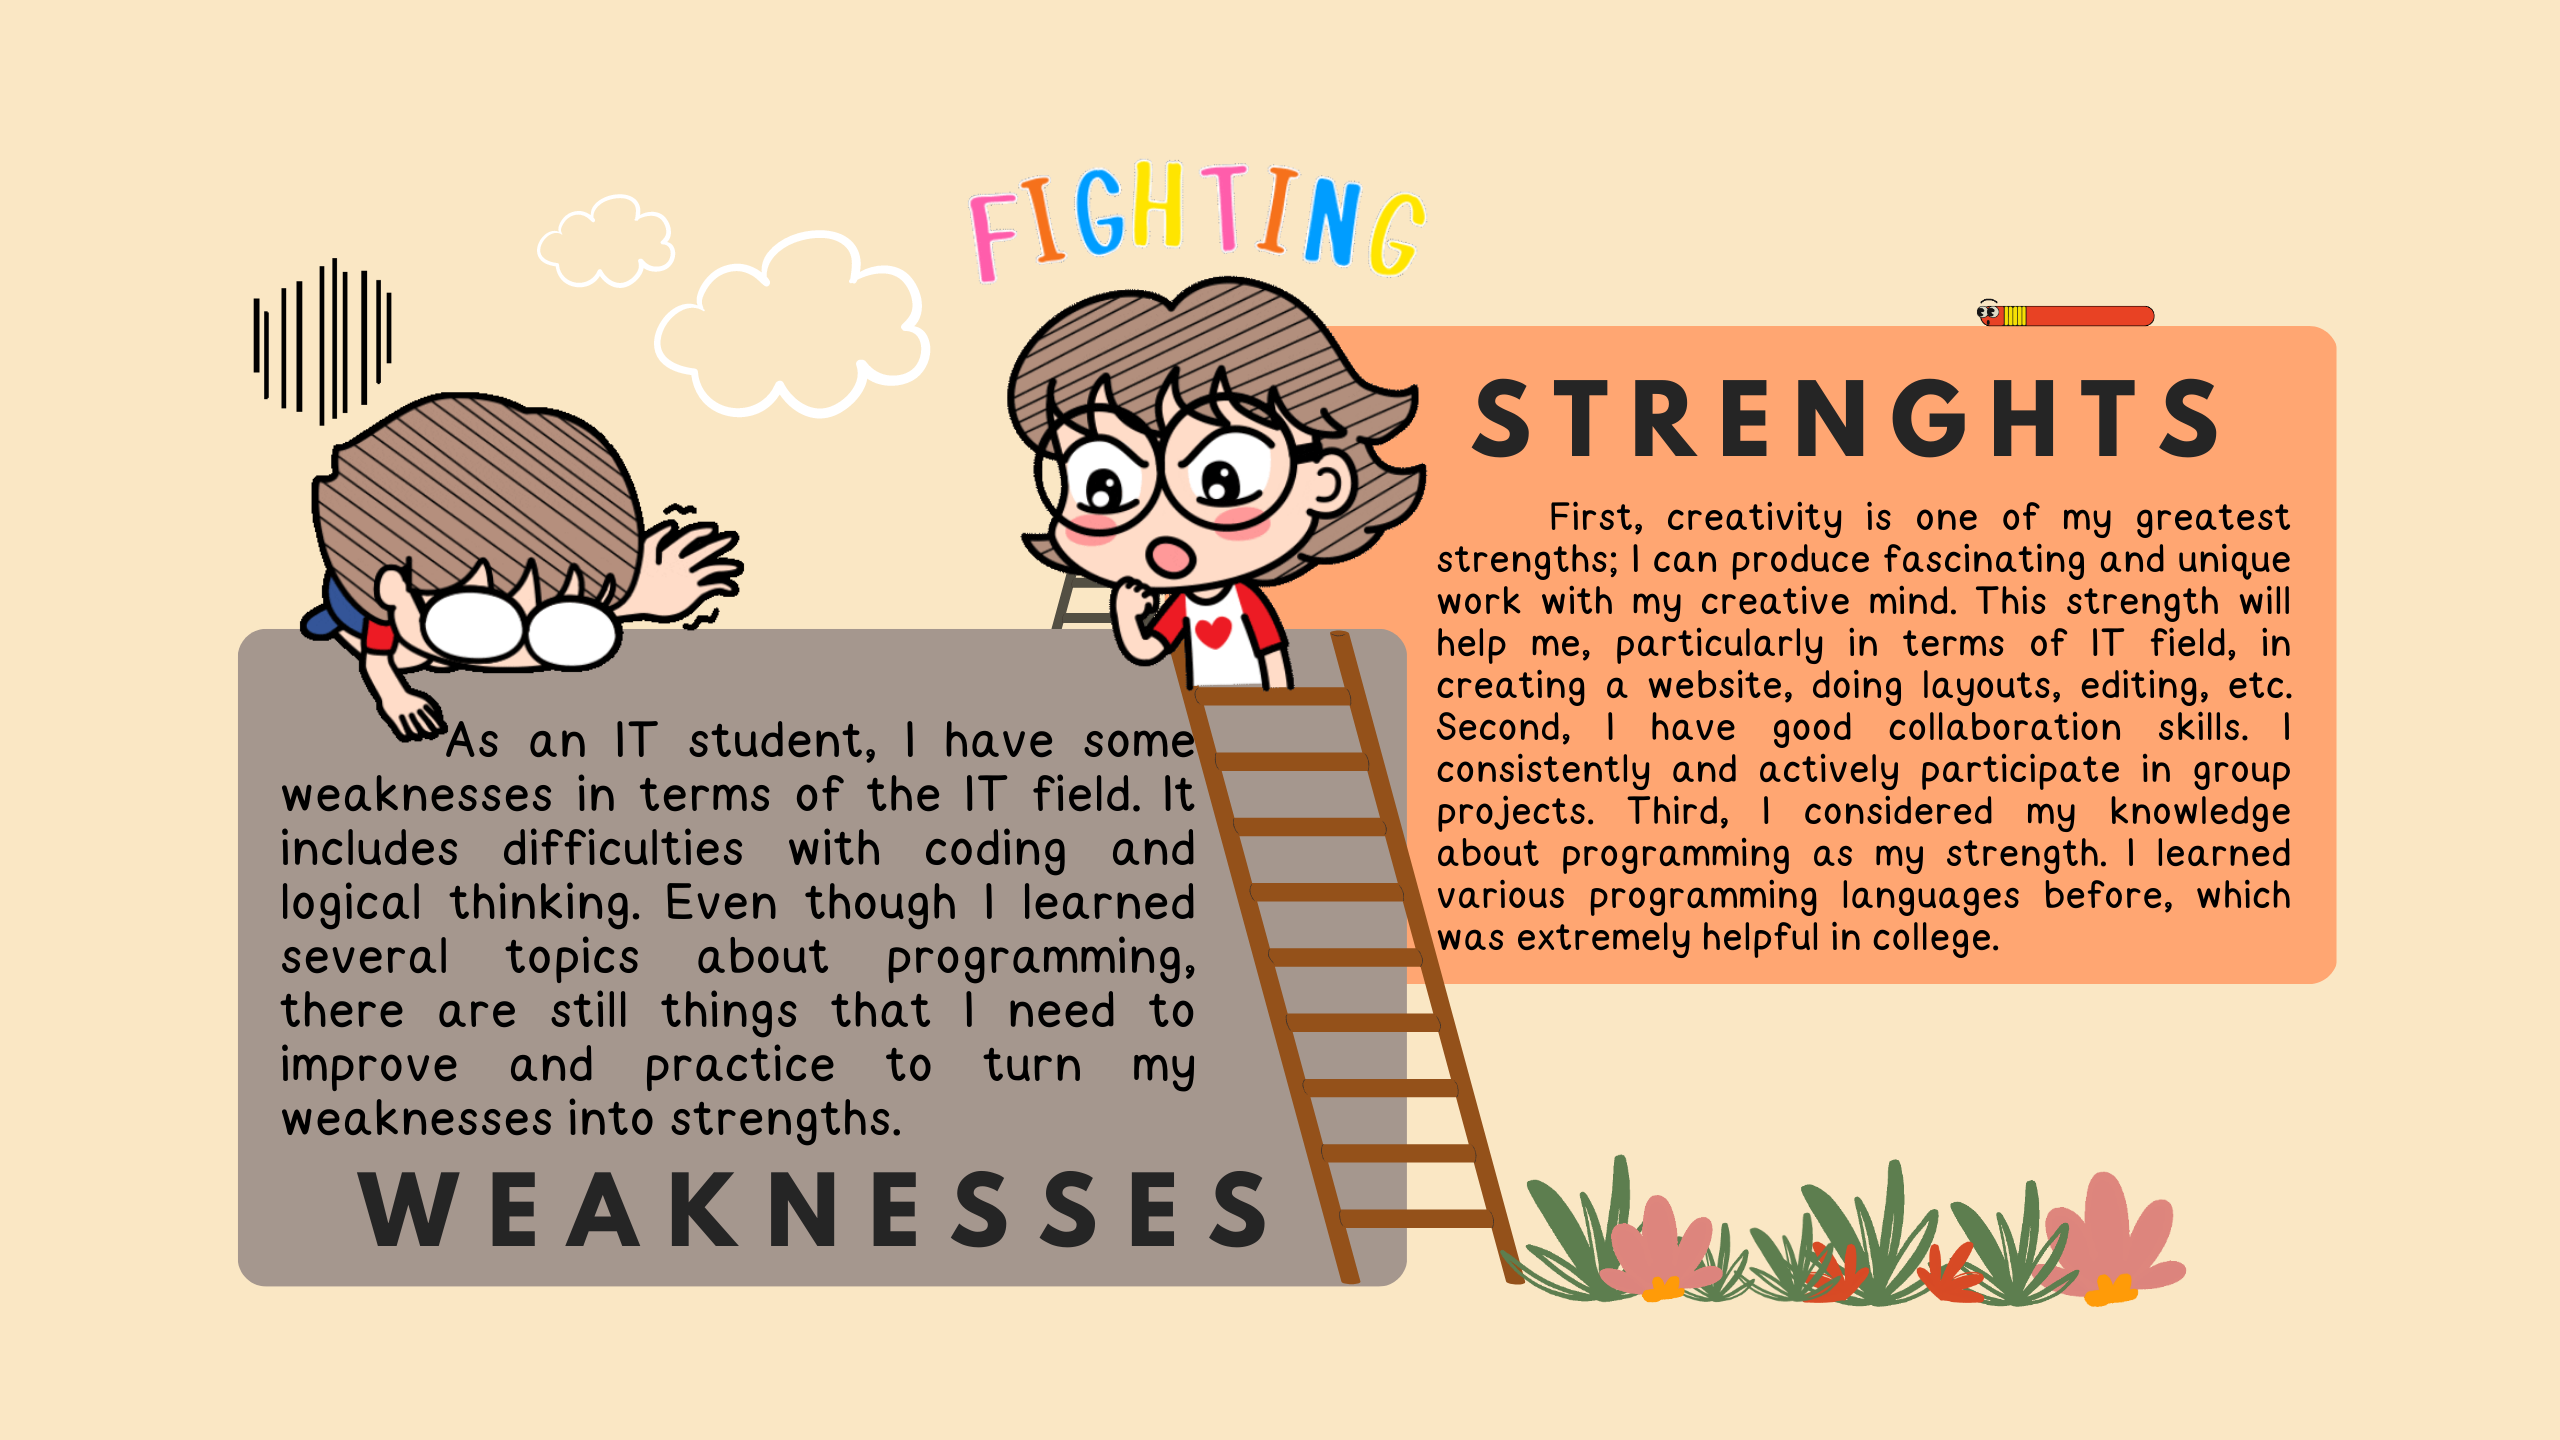 FIGHTING
STRENGHTS
First, creativity is one of my greatest
strengths; I can produce fascinating and unique
work with my creative mind. This strength will
help me, particularly in terms of IT field, in
creating a website, doing layouts, editing, etc.
Second, I have good collaboration skills. I
consistently and actively participate in group
projects. Third, I considered my knowledge
about programming as my strength. I learned
various programming languages before, which
was extremely helpful in college.
As an IT student, I have some
weaknesses in terms of the IT field. It
includes difficulties with coding and
logical thinking. Even though I learned
several topics about programming,
there are still things that I need to
improve and practice to turn my
weaknesses into strengths.
WEAKNESSES